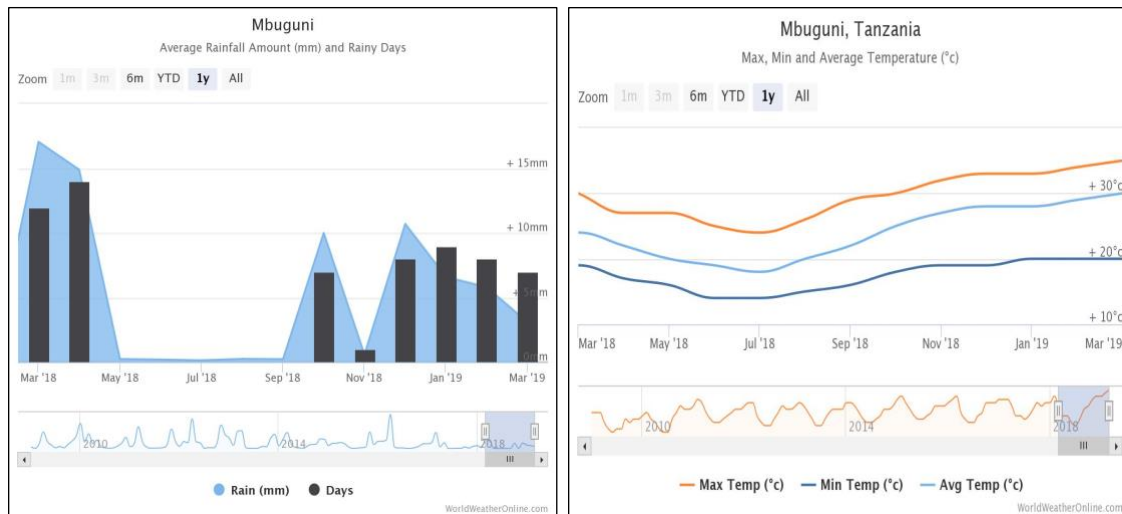 Mbuguni
Average Rainfall Amount (mm) and Rainy Days
Zoom 1m 3m 6m YTD 1y All
+ 15mm
+ 10mm
+ 5mm
0mm
Mar '18 May '18 Jul '18 Sep '18 Nov '18 Jan '19 Mar '19
2010 2014 2018
Rain (mm) Days
WorldWeatherOnline.com
Mbuguni, Tanzania
Max, Min and Average Temperature (°c)
Zoom 1m 3m 6m YTD 1y All
+ 30°c
+ 20°c
+ 10°c
Mar '18 May '18 Jul '18 Sep '18 Nov '18 Jan '19 Mar '19
2010 2014 2018
Max Temp (°c) Min Temp (°c) Avg Temp (°c)
WorldWeatherOnline.com